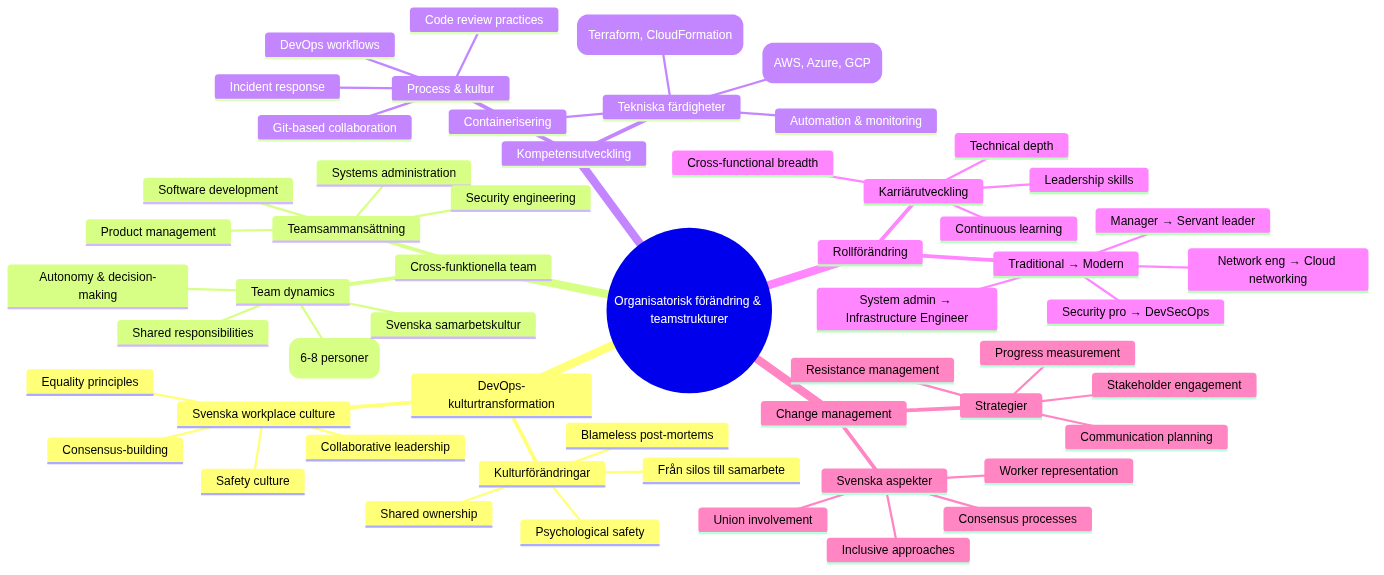 Code review practices
DevOps workflows
Incident response
Git-based collaboration
Process & kultur
Terraform, CloudFormation
AWS, Azure, GCP
Tekniska färdigheter
Containerisering
Automation & monitoring
Kompetensutveckling
Technical depth
Cross-functional breadth
Leadership skills
Karriärutveckling
Continuous learning
Rollförändring
Traditional → Modern
Manager → Servant leader
Network eng → Cloud
networking
System admin →
Infrastructure Engineer
Security pro → DevSecOps
Systems administration
Software development
Security engineering
Product management
Teamsammansättning
Cross-funktionella team
Autonomy & decision-
making
Team dynamics
Shared responsibilities
Svenska samarbetskultur
6-8 personer
Organisatorisk förändring &
teamstrukturer
DevOps-
kulturtransformation
Equality principles
Svenska workplace culture
Consensus-building
Collaborative leadership
Safety culture
Blameless post-mortems
Kulturförändringar
Från silos till samarbete
Shared ownership
Psychological safety
Progress measurement
Resistance management
Stakeholder engagement
Strategier
Change management
Communication planning
Svenska aspekter
Worker representation
Union involvement
Consensus processes
Inclusive approaches